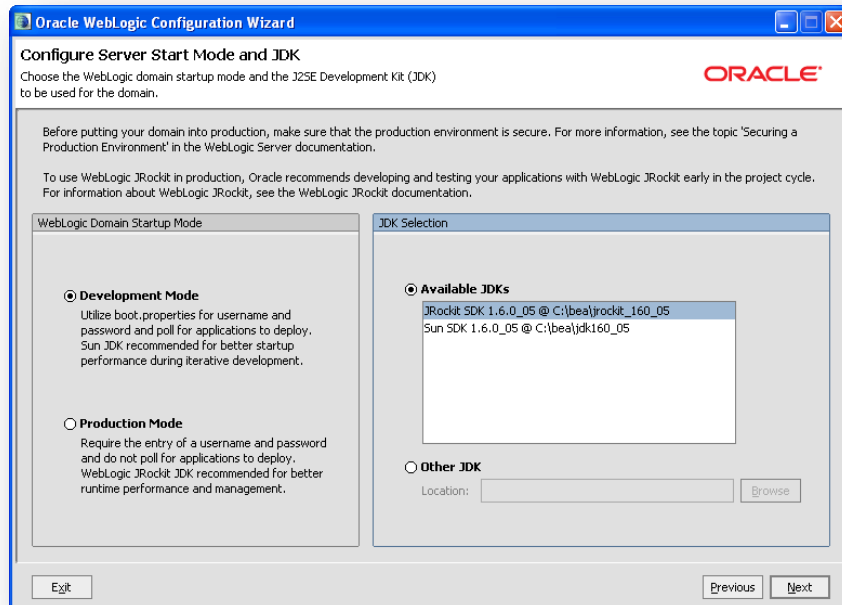 Oracle WebLogic Configuration Wizard
Configure Server Start Mode and JDK
Choose the WebLogic domain startup mode and the J2SE Development Kit (JDK)
to be used for the domain.
ORACLE
Before putting your domain into production, make sure that the production environment is secure. For more information, see the topic 'Securing a
Production Environment' in the WebLogic Server documentation.
To use WebLogic JRockit in production, Oracle recommends developing and testing your applications with WebLogic JRockit early in the project cycle.
For information about WebLogic JRockit, see the WebLogic JRockit documentation.
WebLogic Domain Startup Mode
Development Mode
Utilize boot.properties for username and
password and poll for applications to deploy.
Sun JDK recommended for better startup
performance during iterative development.
Production Mode
Require the entry of a username and password
and do not poll for applications to deploy.
WebLogic JRockit JDK recommended for better
runtime performance and management.
JDK Selection
Available JDKs
JRockit SDK 1.6.0_05 @ C:\bea\jrockit_160_05
Sun SDK 1.6.0_05 @ C:\bea\jdk160_05
Other JDK
Location:
Browse
Exit
Previous
Next